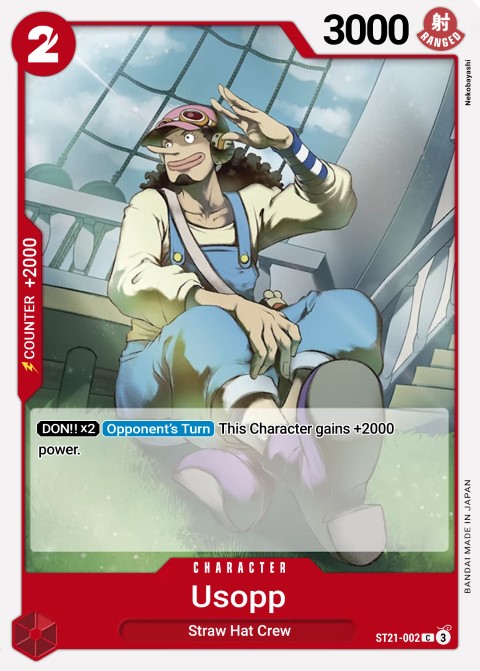 2
3000
射
RANGED
Nekobayashi
COUNTER +2000
DON!!×2 Opponent's Turn This Character gains +2000
power.
BANDAI MADE IN JAPAN
CHARACTER
Usopp
Straw Hat Crew
ST21-002 C 3